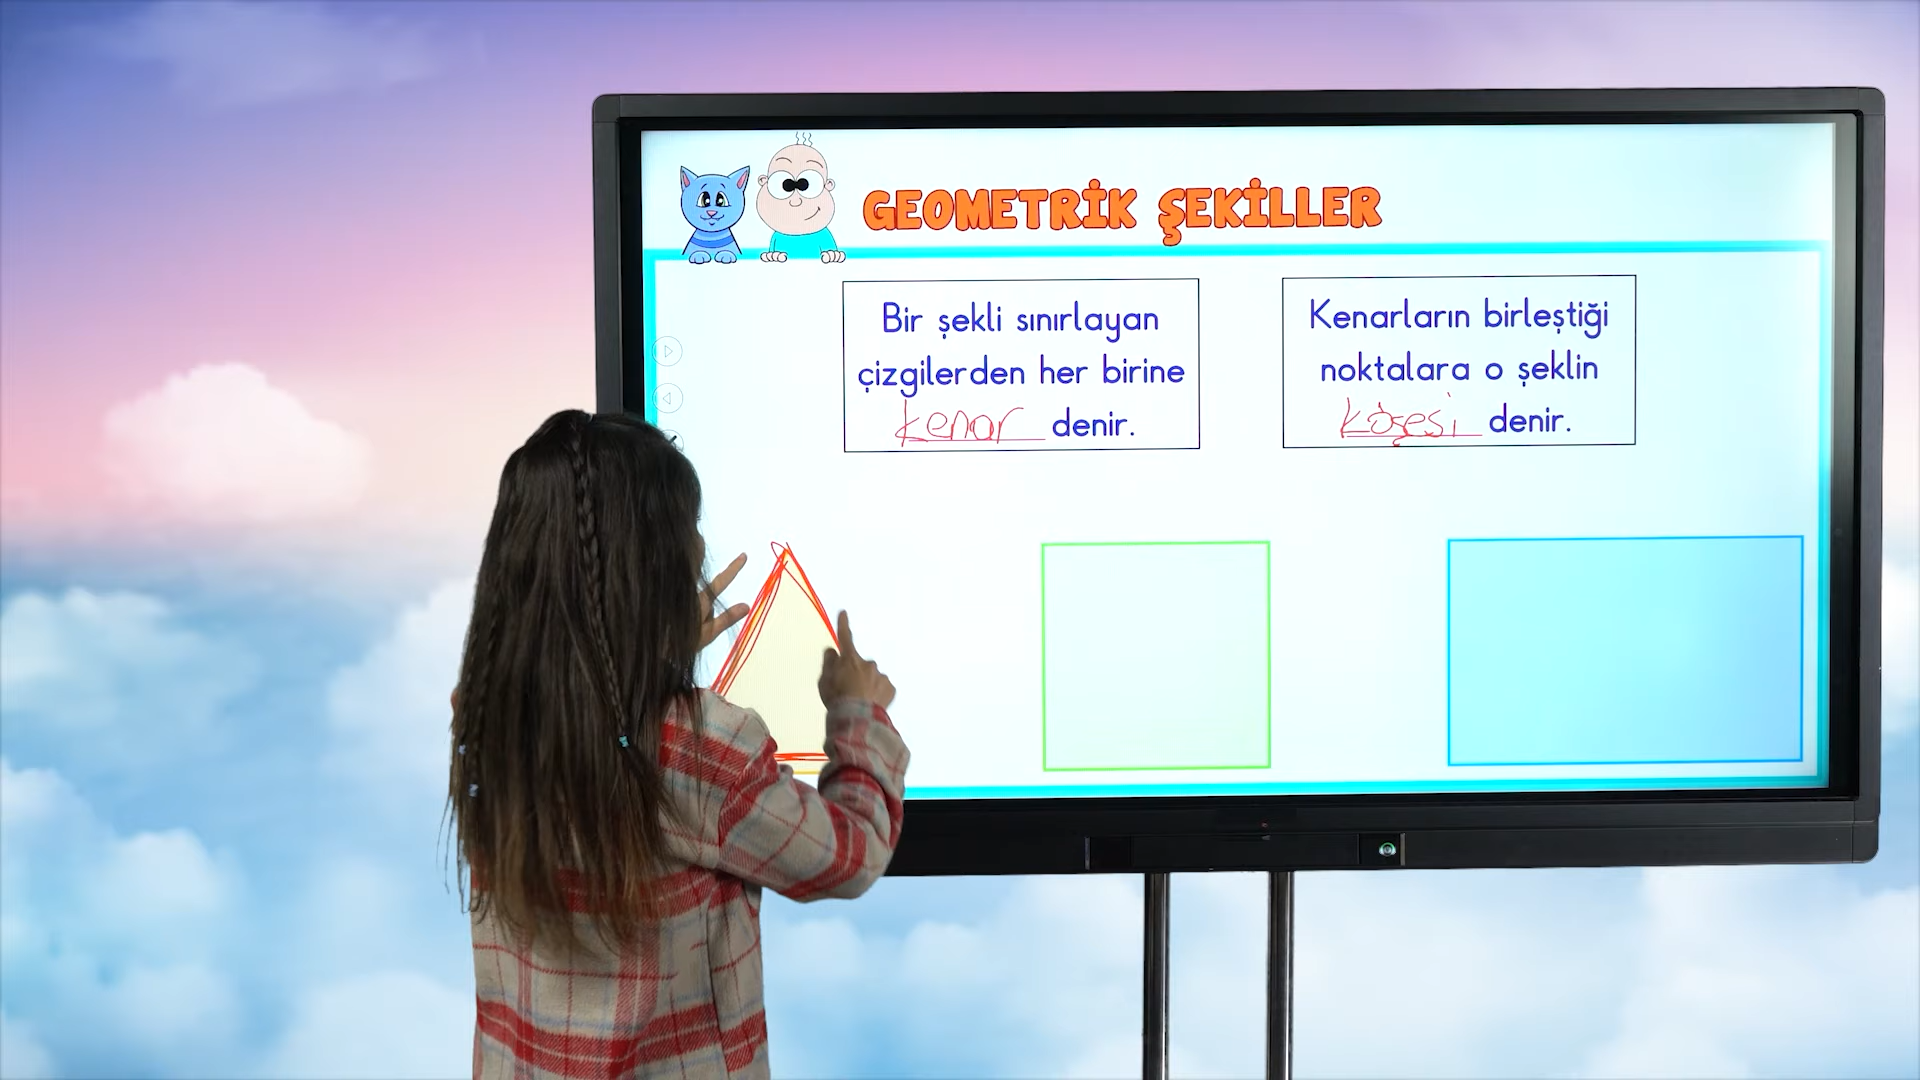 GEOMETRİK ŞEKİLLER
Bir şekli sınırlayan
çizgilerden her birine
kenar denir.
Kenarların birleştiği
noktalara o şeklin
köşesi denir.